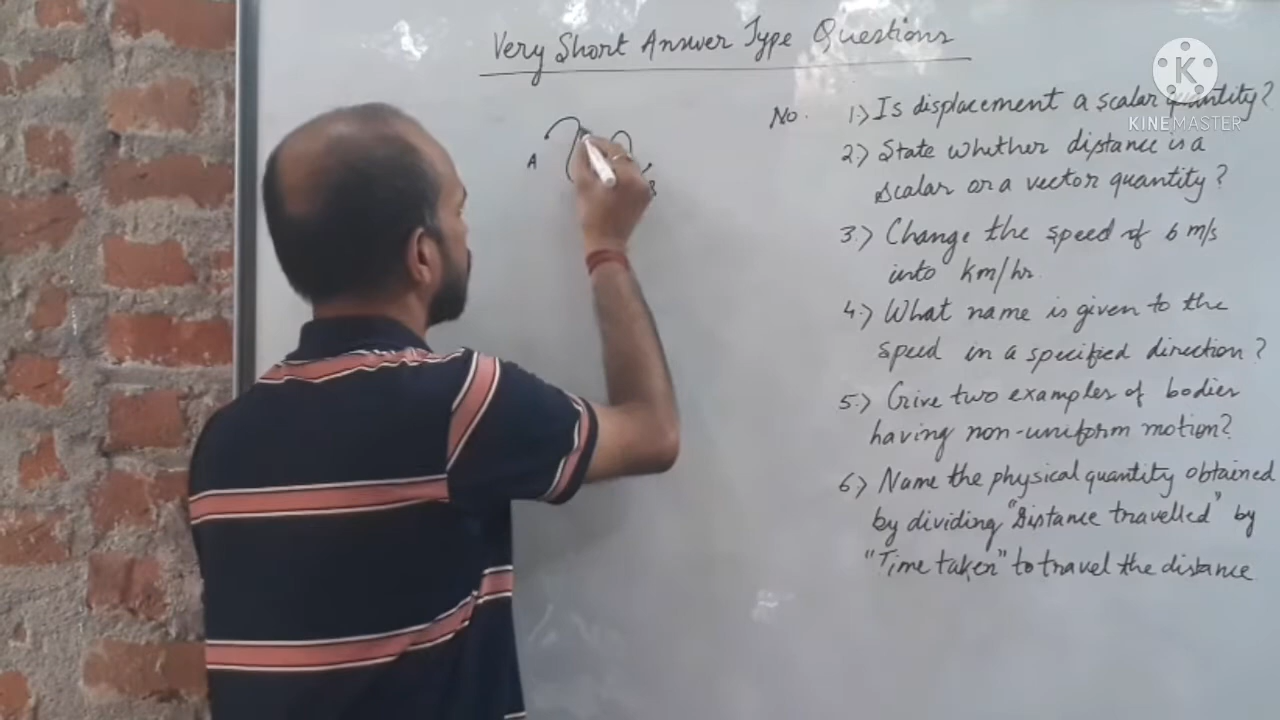 Very Short Answer Type Questions
No. 1.) Is displacement a scalar quantity?
2.) State whether distance is a
scalar or a vector quantity?
3.) Change the speed of 6 m/s
into km/hr.
4.) What name is given to the
speed in a specified direction?
5.) Give two examples of bodies
having non-uniform motion?
6.) Name the physical quantity obtained
by dividing "Distance travelled" by
"Time taken" to travel the distance
A
B
K
KINEMASTER